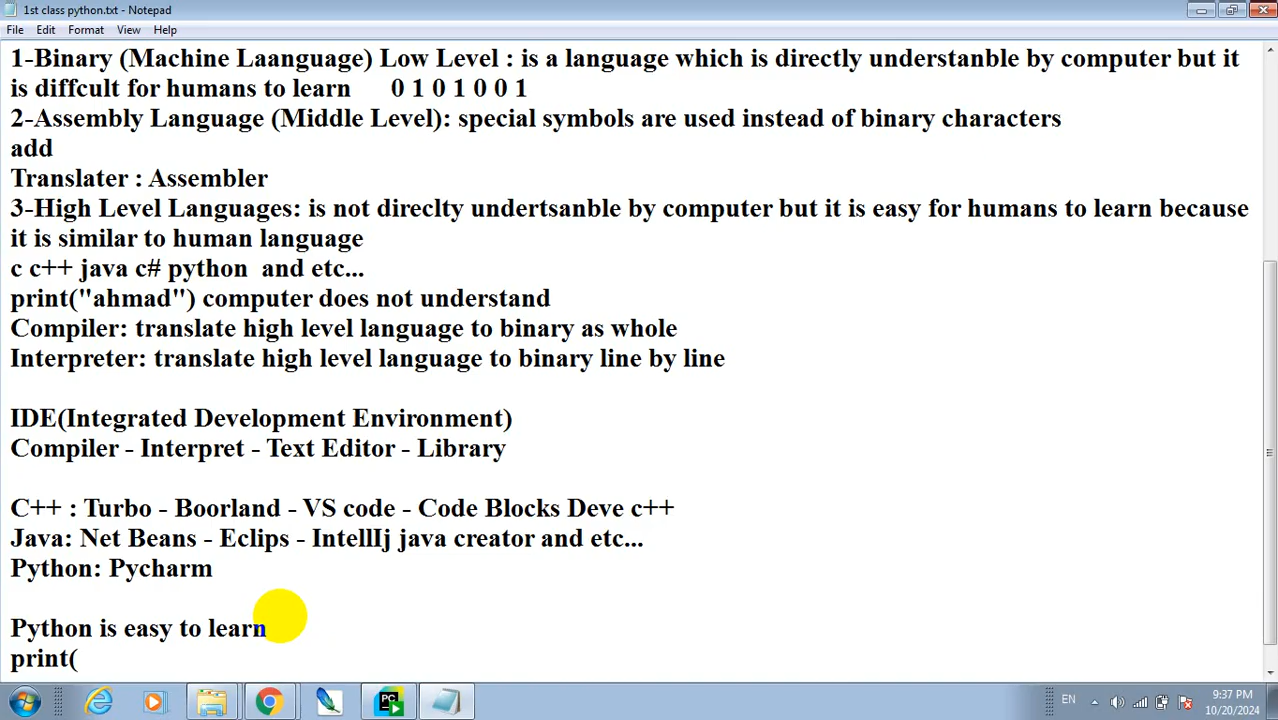 1st class python.txt - Notepad
File Edit Format View Help
1-Binary (Machine Laanguage) Low Level : is a language which is directly understanble by computer but it
is diffcult for humans to learn 0 1 0 1 0 0 1
2-Assembly Language (Middle Level): special symbols are used instead of binary characters
add
Translater : Assembler
3-High Level Languages: is not direclty undertsanble by computer but it is easy for humans to learn because
it is similar to human language
c c++ java c# python and etc...
print("ahmad") computer does not understand
Compiler: translate high level language to binary as whole
Interpreter: translate high level language to binary line by line
IDE(Integrated Development Environment)
Compiler - Interpret - Text Editor - Library
C++ : Turbo - Boorland - VS code - Code Blocks Deve c++
Java: Net Beans - Eclips - IntellIj java creator and etc...
Python: Pycharm
Python is easy to learn
print(
PC
EN
9:37 PM
10/20/2024